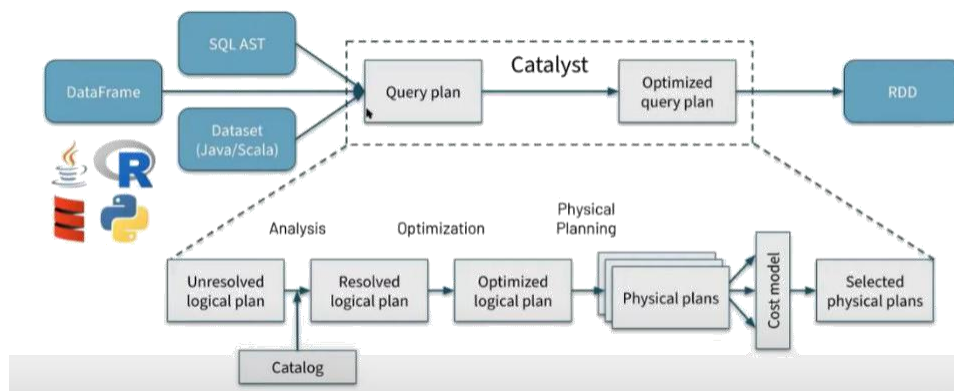 SQL AST
Catalyst
DataFrame
Query plan
Optimized
query plan
RDD
Dataset
(Java/Scala)
R
Analysis
Optimization
Physical
Planning
Unresolved
logical plan
Resolved
logical plan
Optimized
logical plan
Physical plans
Cost model
Selected
physical plans
Catalog